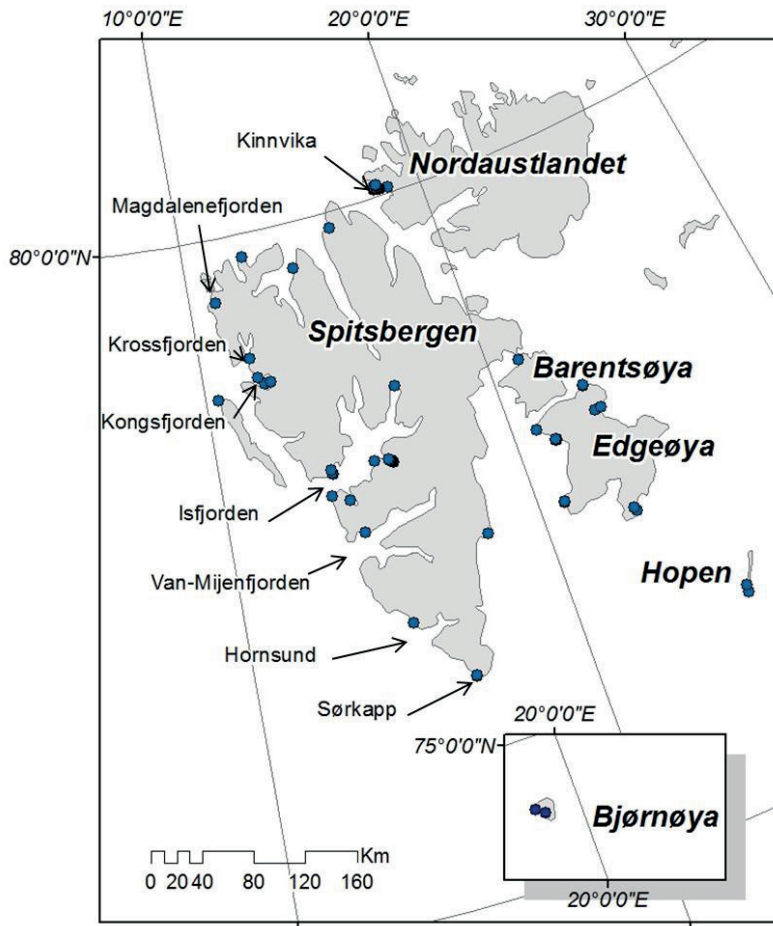 10°0'0"E
20°0'0"E
30°0'0"E
Kinnvika
Nordaustlandet
Magdalenefjorden
80°0'0"N
Spitsbergen
Krossfjorden
Barentsøya
Kongsfjorden
Edgeøya
Isfjorden
Van-Mijenfjorden
Hopen
Hornsund
Sørkapp
20°0'0"E
75°0'0"N
Bjørnøya
Km
0 20 40 80 120 160
20°0'0"E